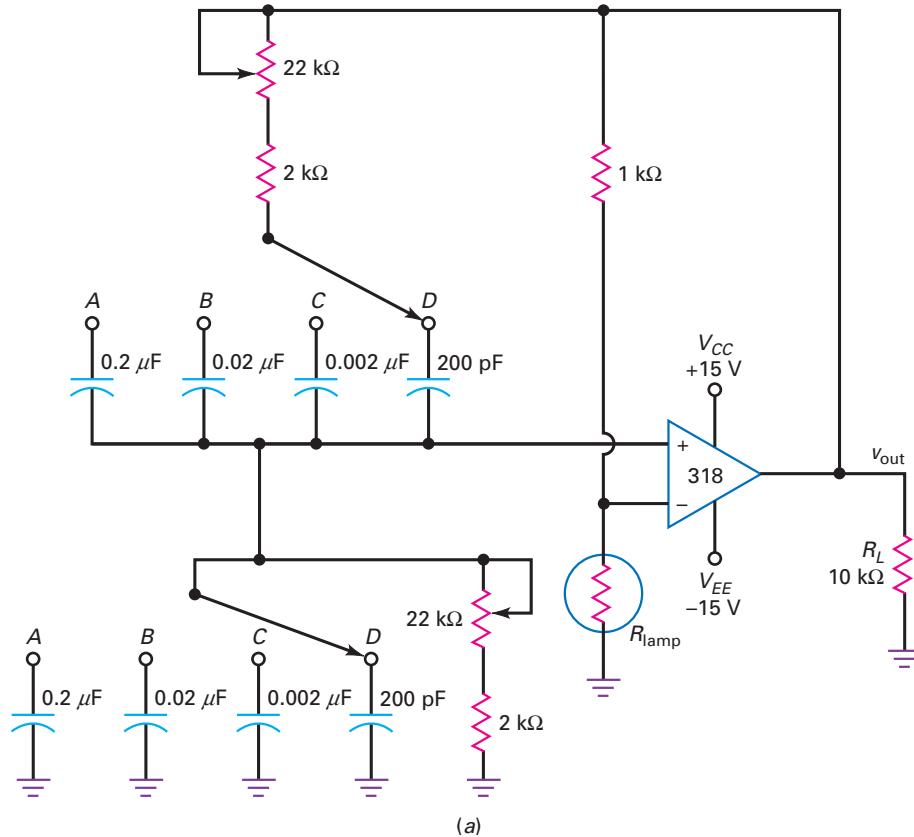 22 kΩ
2 kΩ
1 kΩ
A
B
C
D
0.2 μF
0.02 μF
0.002 μF
200 pF
V_CC
+15 V
+
318
−
v_out
R_L
10 kΩ
V_EE
−15 V
R_lamp
22 kΩ
A
B
C
D
0.2 μF
0.02 μF
0.002 μF
200 pF
2 kΩ
(a)